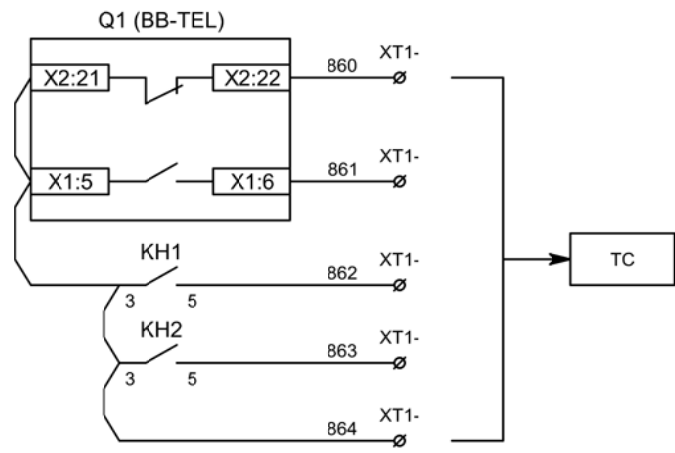 Q1 (BB-TEL)
X2:21 X2:22 860 XT1-
X1:5 X1:6 861 XT1-
KH1 862 XT1-
3 5
KH2 863 XT1-
3 5
864 XT1-
TC